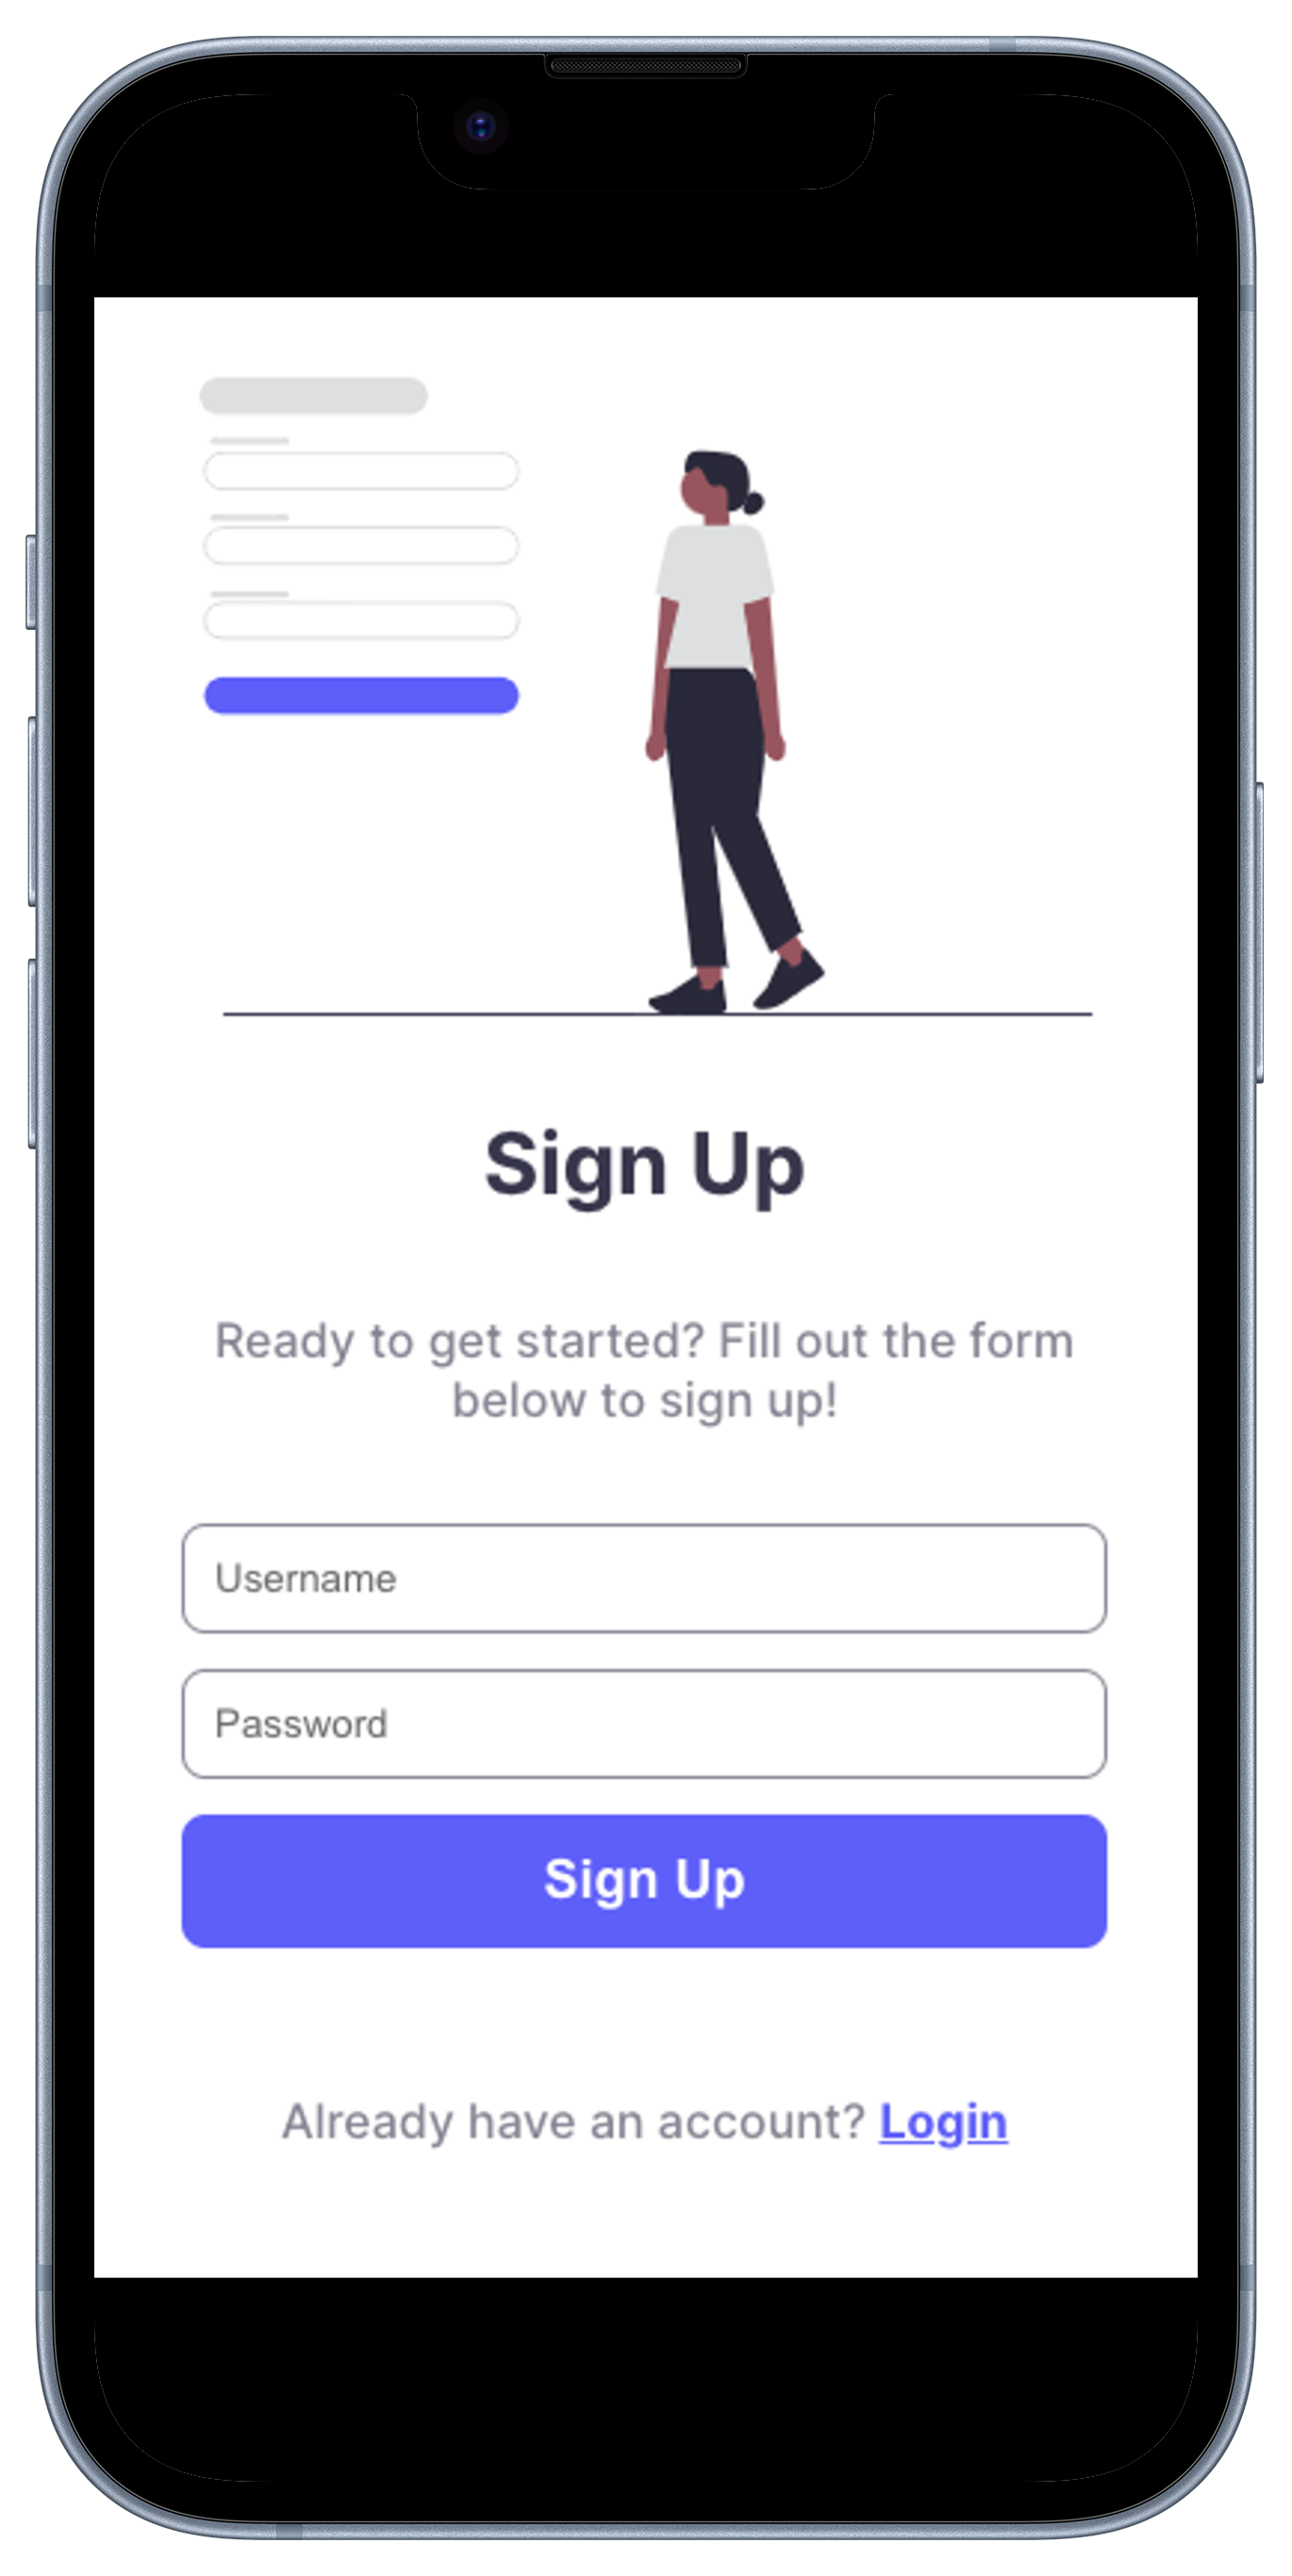 Sign Up
Ready to get started? Fill out the form
below to sign up!
Username
Password
Sign Up
Already have an account? Login